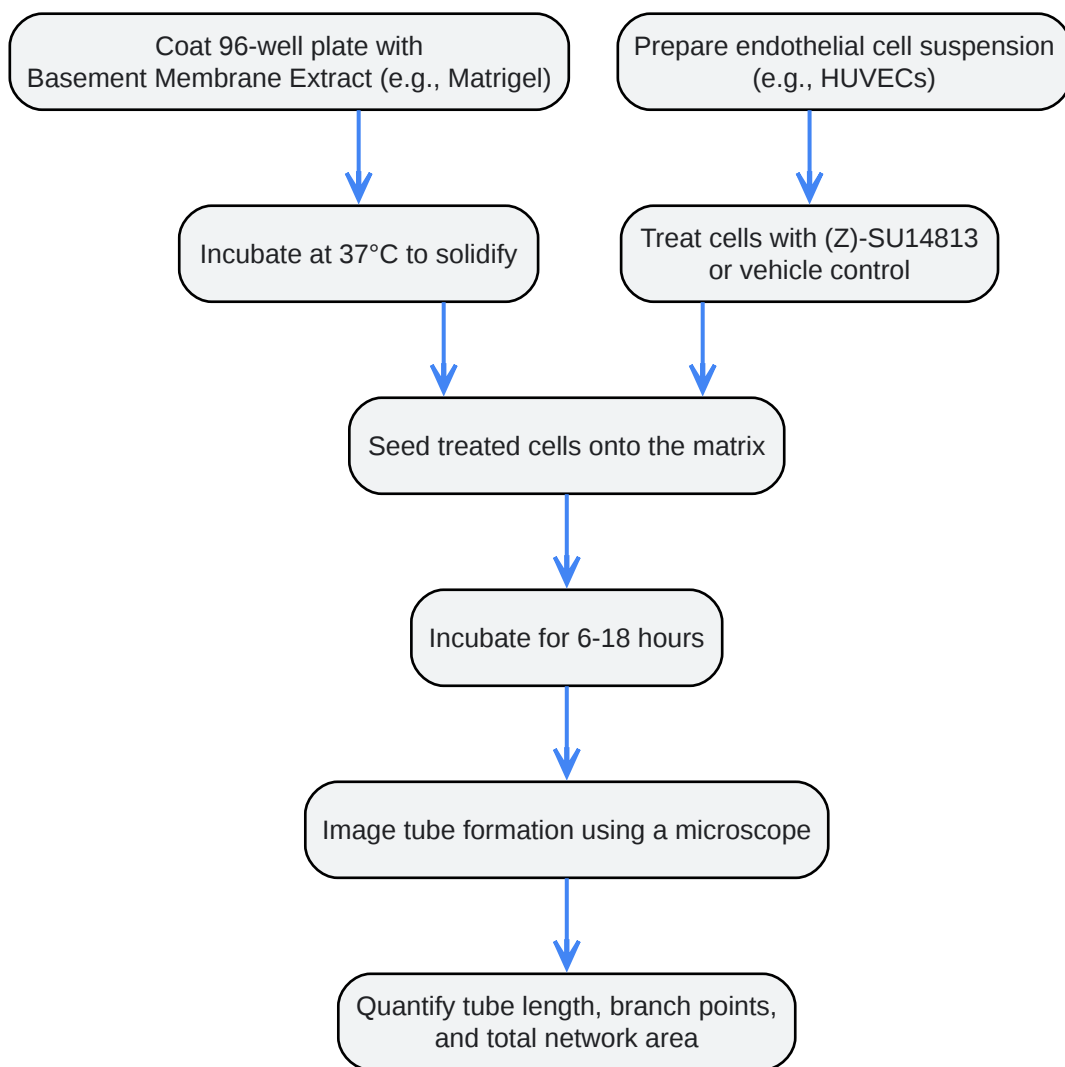 Coat 96-well plate with
Basement Membrane Extract (e.g., Matrigel)
Prepare endothelial cell suspension
(e.g., HUVECs)
Incubate at 37°C to solidify
Treat cells with (Z)-SU14813
or vehicle control
Seed treated cells onto the matrix
Incubate for 6-18 hours
Image tube formation using a microscope
Quantify tube length, branch points,
and total network area